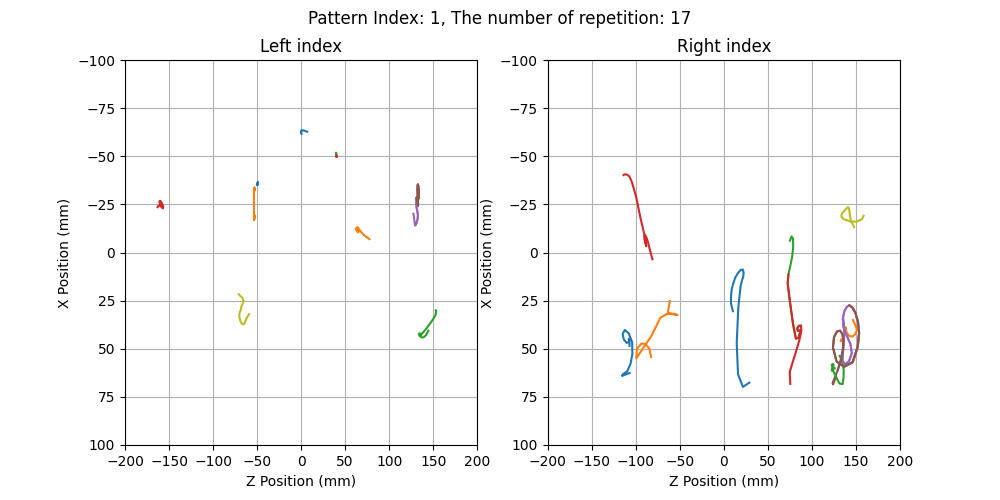 Pattern Index: 1, The number of repetition: 17
Left index
Right index
−100
−75
−50
−25
0
25
50
75
100
X Position (mm)
−200 −150 −100 −50 0 50 100 150 200
Z Position (mm)
−100
−75
−50
−25
0
25
50
75
100
X Position (mm)
−200 −150 −100 −50 0 50 100 150 200
Z Position (mm)